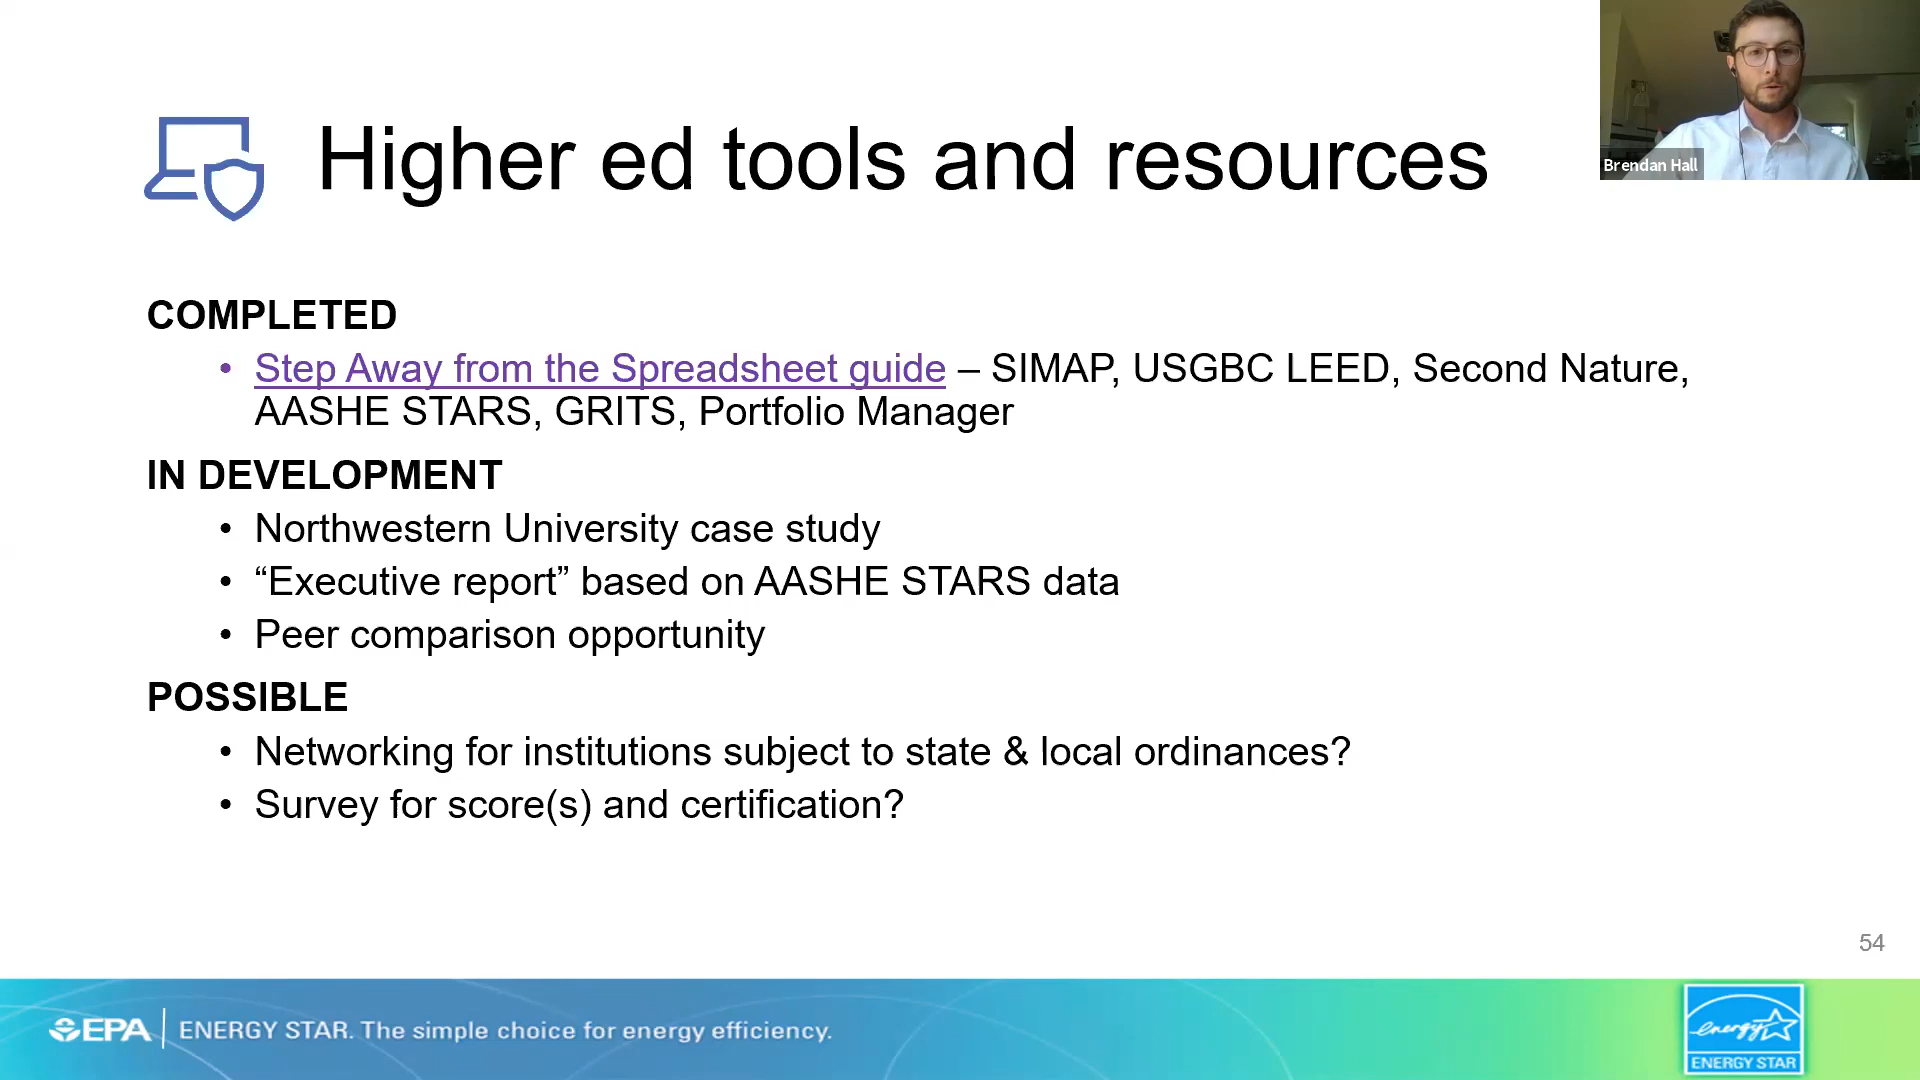 Higher ed tools and resources
Brendan Hall
COMPLETED
• Step Away from the Spreadsheet guide – SIMAP, USGBC LEED, Second Nature,
AASHE STARS, GRITS, Portfolio Manager
IN DEVELOPMENT
• Northwestern University case study
• “Executive report” based on AASHE STARS data
• Peer comparison opportunity
POSSIBLE
• Networking for institutions subject to state & local ordinances?
• Survey for score(s) and certification?
54
EPA ENERGY STAR. The simple choice for energy efficiency.
energy
ENERGY STAR